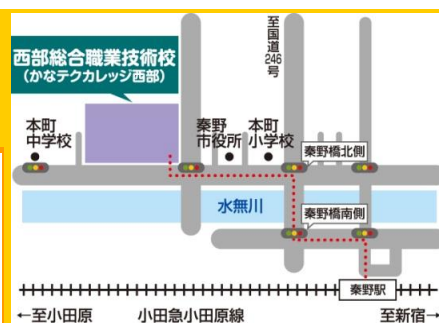 西部総合職業技術校
(かなテクカレッジ西部)
至国道
246
号
本町
中学校
秦野
市役所
本町
小学校
秦野橋北側
水無川
秦野橋南側
秦野駅
←至小田原
小田急小田原線
至新宿→